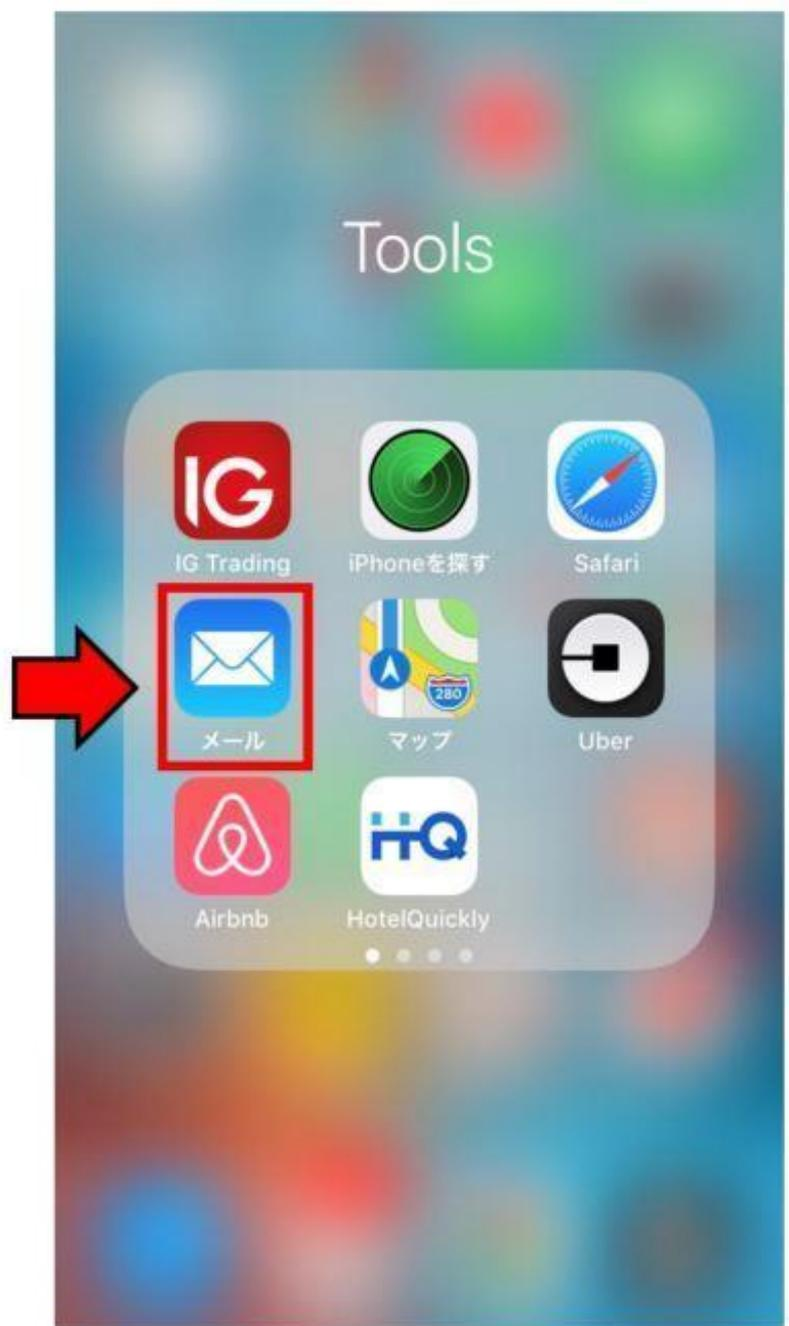 Tools
IG
IG Trading
iPhoneを探す
Safari
280
メール
マップ
Uber
HQ
Airbnb
HotelQuickly